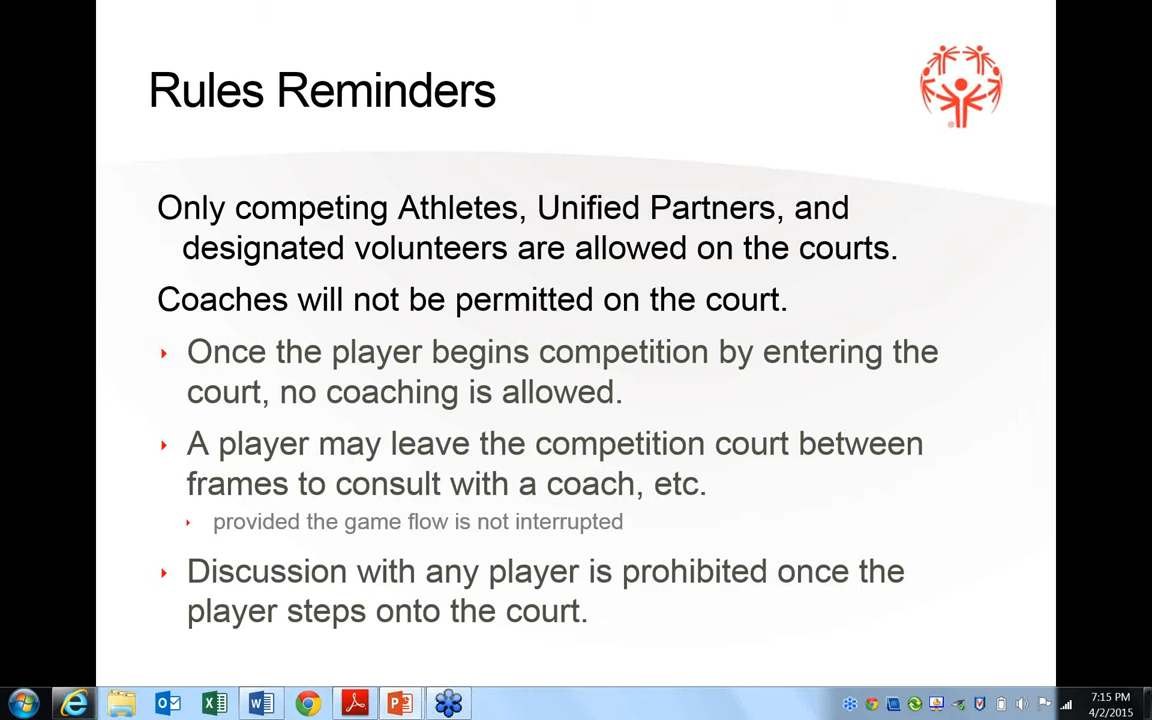 Rules Reminders
Only competing Athletes, Unified Partners, and
designated volunteers are allowed on the courts.
Coaches will not be permitted on the court.
Once the player begins competition by entering the
court, no coaching is allowed.
A player may leave the competition court between
frames to consult with a coach, etc.
provided the game flow is not interrupted
Discussion with any player is prohibited once the
player steps onto the court.
7:15 PM
4/2/2015